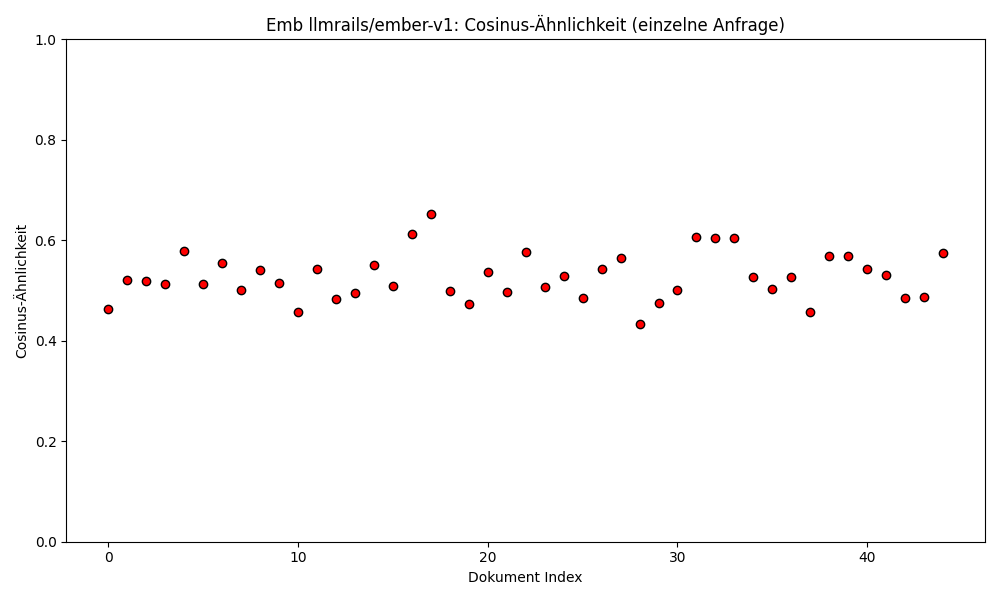 Emb llmrails/ember-v1: Cosinus-Ähnlichkeit (einzelne Anfrage)
1.0
0.8
0.6
0.4
0.2
0.0
Cosinus-Ähnlichkeit
0 10 20 30 40
Dokument Index